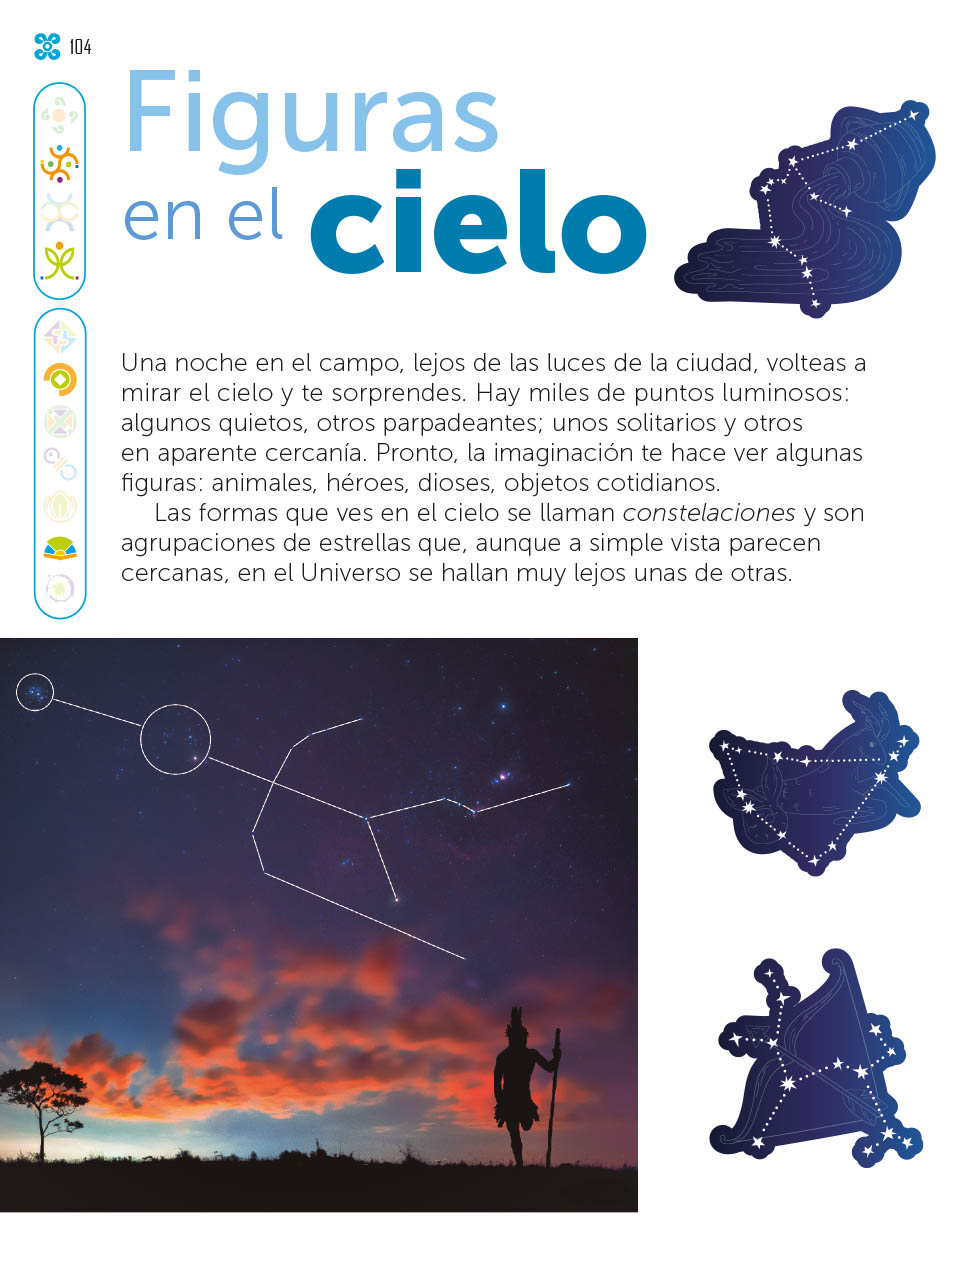 104
Figuras
en el cielo
Una noche en el campo, lejos de las luces de la ciudad, volteas a
mirar el cielo y te sorprendes. Hay miles de puntos luminosos:
algunos quietos, otros parpadeantes; unos solitarios y otros
en aparente cercanía. Pronto, la imaginación te hace ver algunas
figuras: animales, héroes, dioses, objetos cotidianos.
Las formas que ves en el cielo se llaman constelaciones y son
agrupaciones de estrellas que, aunque a simple vista parecen
cercanas, en el Universo se hallan muy lejos unas de otras.